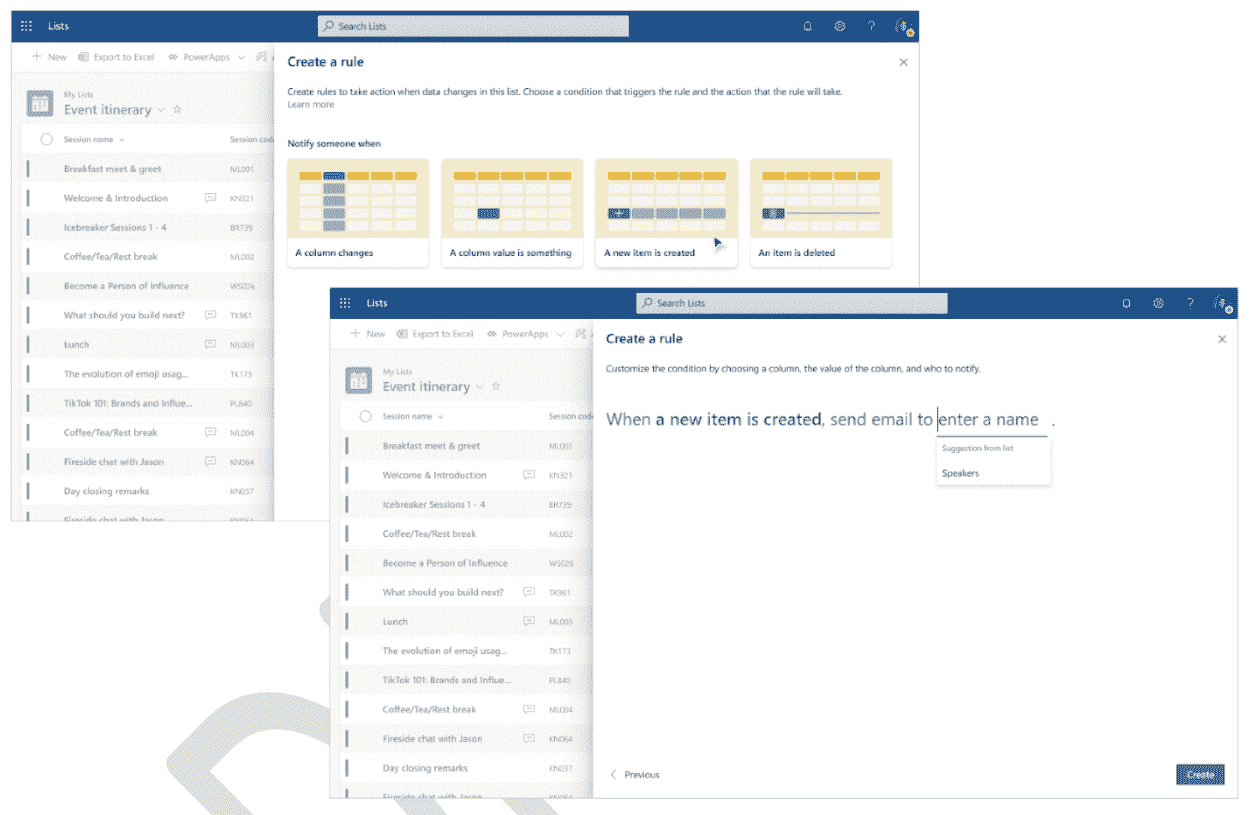 Lists
Search Lists
?
New
Export to Excel
PowerApps
Create a rule
Create rules to take action when data changes in this list. Choose a condition that triggers the rule and the action that the rule will take.
Learn more
My Lists
Event itinerary
Session name
Session code
Notify someone when
Breakfast meet & greet
ML001
Welcome & Introduction
KN321
Icebreaker Sessions 1 - 4
BR739
Coffee/Tea/Rest break
ML002
Become a Person of Influence
WS026
What should you build next?
TK961
Lunch
ML003
The evolution of emoji usag...
TK173
TikTok 101: Brands and Influe...
PL840
Coffee/Tea/Rest break
ML004
Fireside chat with Jason
KN064
Day closing remarks
KN037
Fireside chat with Jason
A column changes
A column value is something
A new item is created
An item is deleted
Lists
Search Lists
?
New
Export to Excel
PowerApps
Create a rule
Customize the condition by choosing a column, the value of the column, and who to notify.
My Lists
Event itinerary
Session name
Session code
Breakfast meet & greet
ML001
Welcome & Introduction
KN321
Icebreaker Sessions 1 - 4
BR739
Coffee/Tea/Rest break
ML002
Become a Person of Influence
WS026
What should you build next?
TK961
Lunch
ML003
The evolution of emoji usag...
TK173
TikTok 101: Brands and Influe...
PL840
Coffee/Tea/Rest break
ML004
Fireside chat with Jason
KN064
Day closing remarks
KN037
Fireside chat with Jason
When a new item is created, send email to enter a name .
Suggestion from list
Speakers
Previous
Create